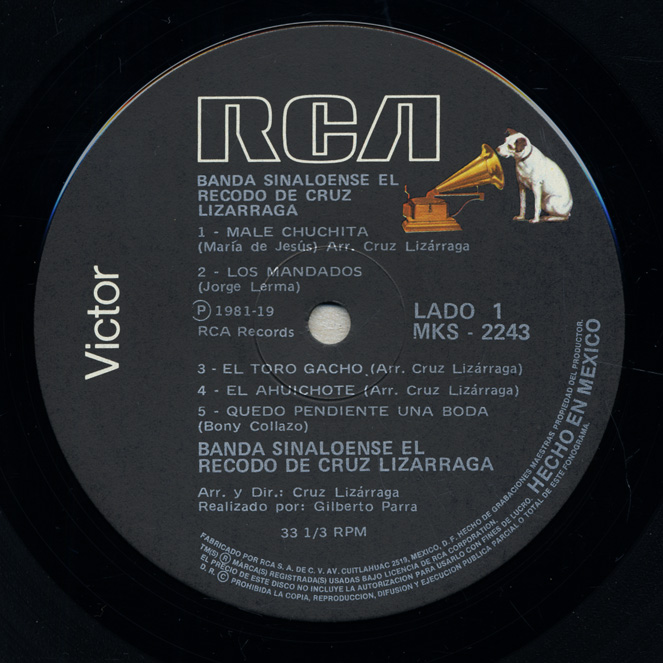 RCA
Victor
BANDA SINALOENSE EL
RECODO DE CRUZ
LIZARRAGA
1 - MALE CHUCHITA
(María de Jesús) Arr. Cruz Lizárraga
2 - LOS MANDADOS
(Jorge Lerma)
Ⓟ 1981-19
RCA Records
LADO 1
MKS - 2243
3 - EL TORO GACHO (Arr. Cruz Lizárraga)
4 - EL AHUICHOTE (Arr. Cruz Lizárraga)
5 - QUEDO PENDIENTE UNA BODA
(Bony Collazo)
BANDA SINALOENSE EL
RECODO DE CRUZ LIZARRAGA
Arr. y Dir.: Cruz Lizárraga
Realizado por: Gilberto Parra
33 1/3 RPM
FABRICADO POR RCA S. A. DE C. V. AV. CUITLAHUAC 2519, MEXICO, D. F. HECHO DE GRABACIONES MAESTRAS PROPIEDAD DEL PRODUCTOR.
TM(S) Ⓡ MARCA(S) REGISTRADA(S) USADAS BAJO LICENCIA DE RCA CORPORATION.
EL PRECIO DE ESTE DISCO NO INCLUYE LA AUTORIZACION PARA USARLO CON FINES DE LUCRO.
D. R. © PROHIBIDA LA COPIA, REPRODUCCION, DIFUSION Y EJECUCION PUBLICA PARCIAL O TOTAL DE ESTE FONOGRAMA.
HECHO EN MEXICO